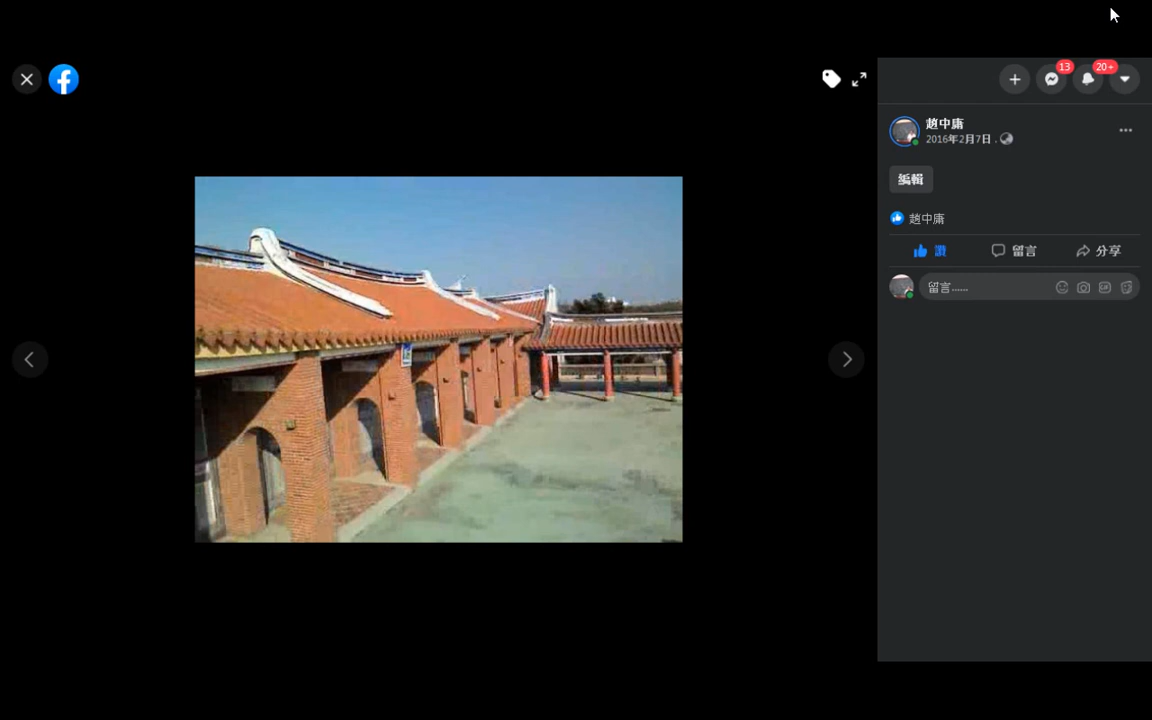 13
20+
趙中庸
2016年2月7日 .
編輯
趙中庸
讚
留言
分享
留言......